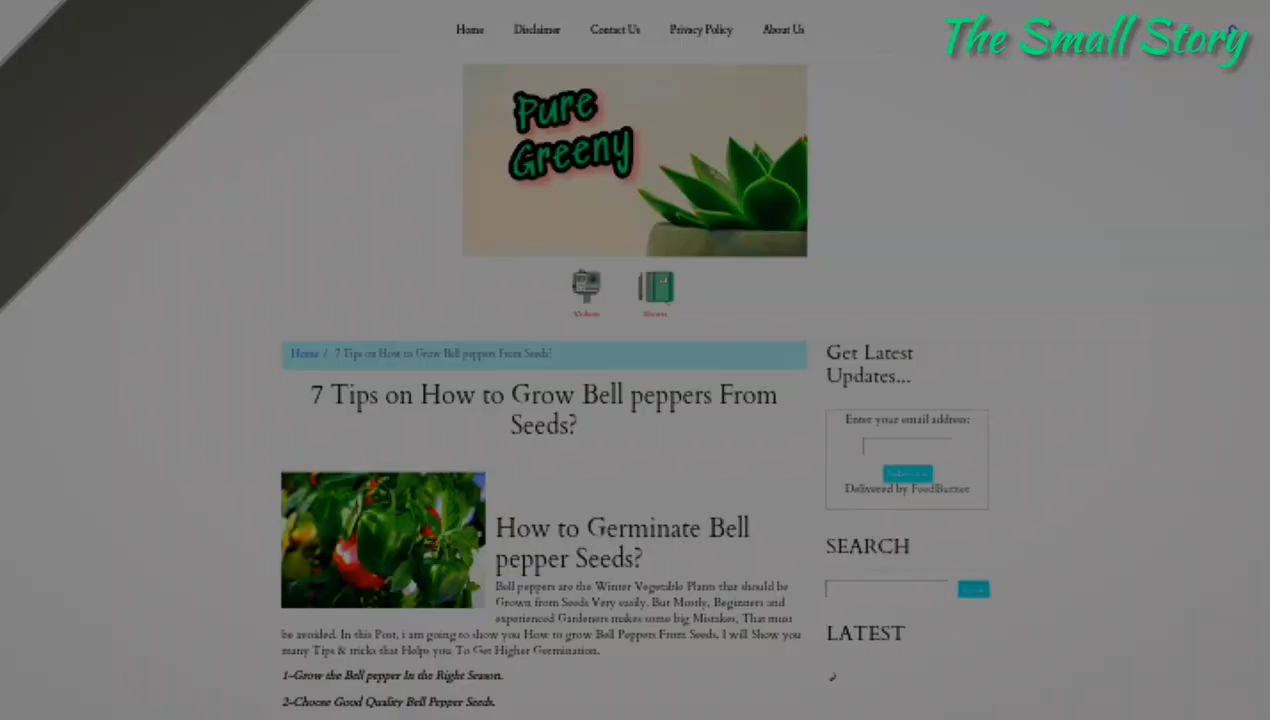 Home Disclaimer Contact Us Privacy Policy About Us
The Small Story
Pure
Greeny
Videos
Home / 7 Tips on How to Grow Bell peppers From Seeds?
7 Tips on How to Grow Bell peppers From
Seeds?
How to Germinate Bell
pepper Seeds?
Bell peppers are the Winter Vegetable Plants that should be
Grown from Seeds Very easily. But Mostly, Beginners and
experienced Gardeners makes some big Mistakes, That must
be avoided. In this Post, i am going to show you How to grow Bell Peppers From Seeds. I will Show you
many Tips & tricks that Helps you To Get Higher Germination.
1-Grow the Bell pepper In the Right Season.
2-Choose Good Quality Bell Pepper Seeds.
Get Latest
Updates...
Enter your email address:
Delivered by FeedBurner
SEARCH
LATEST